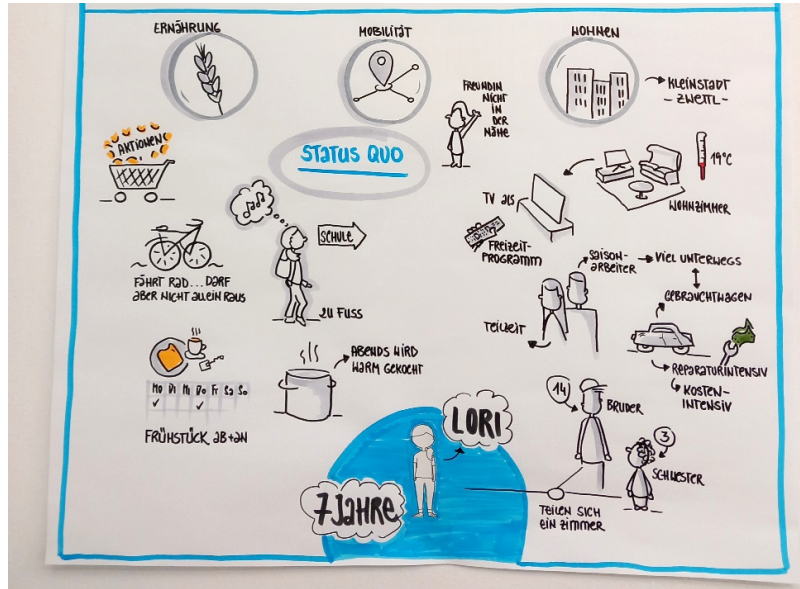 ERNÄHRUNG
MOBILITÄT
WOHNEN
KLEINSTADT
- ZWETTL -
FREUNDIN
NICHT
IN
DER
NÄHE
AKTIONEN
STATUS QUO
19°C
WOHNZIMMER
TV ALS
FREIZEIT-
PROGRAMM
SCHULE
ZU FUSS
FÄHRT RAD... DARF
ABER NICHT ALLEIN RAUS
SAISON-
ARBEITER
VIEL UNTERWEGS
GEBRAUCHTWAGEN
TEILZEIT
REPARATURINTENSIV
KOSTEN-
INTENSIV
Mo Di Mi Do Fr Sa So
FRÜHSTÜCK AB + AN
ABENDS WIRD
WARM GEKOCHT
14
BRUDER
3
SCHWESTER
TEILEN SICH
EIN ZIMMER
LORI
7 JAHRE